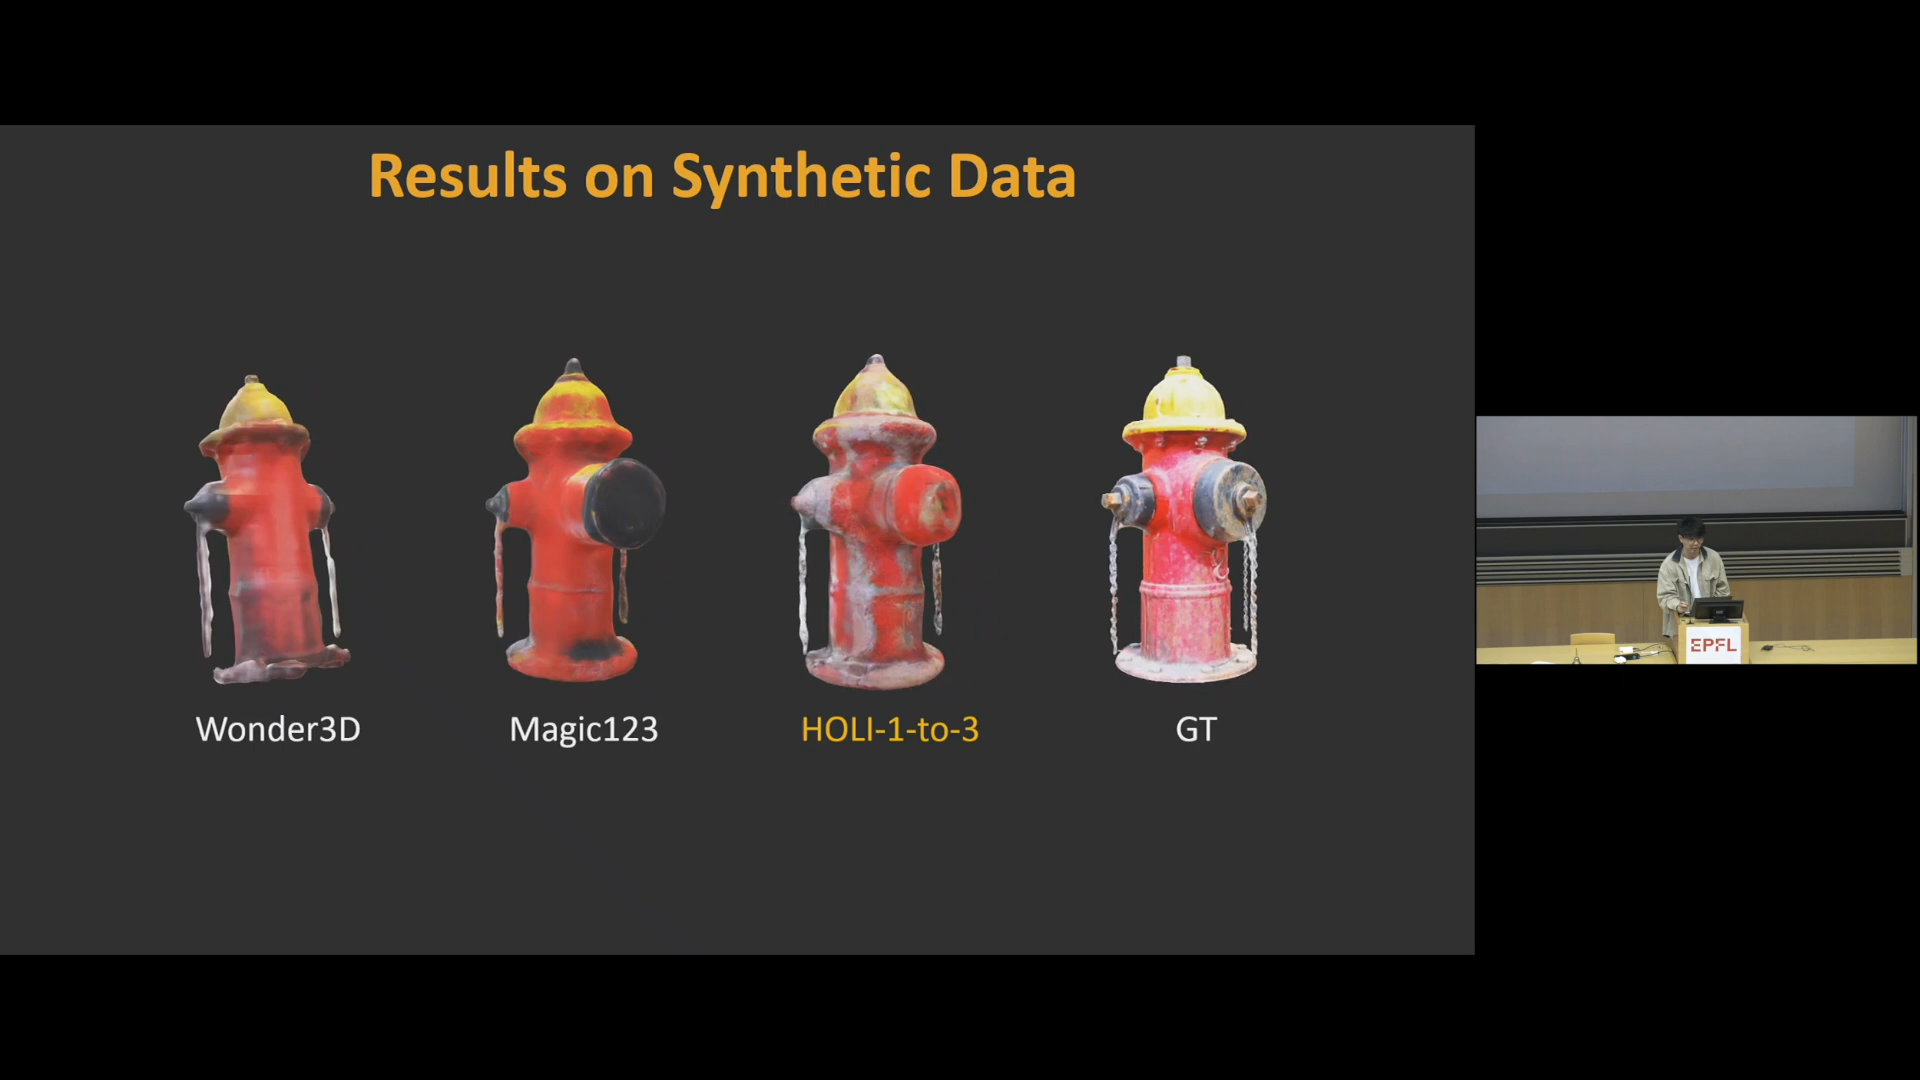 Results on Synthetic Data
Wonder3D
Magic123
HOLI-1-to-3
GT
EPFL